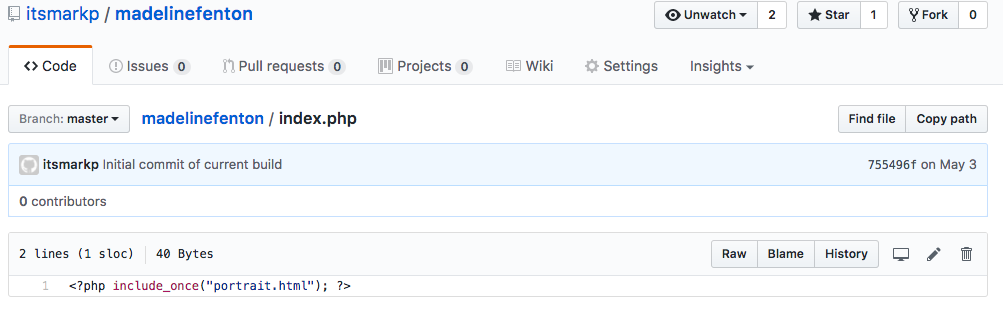 itsmarkp / madelinefenton Unwatch 2 Star 1 Fork 0
Code Issues 0 Pull requests 0 Projects 0 Wiki Settings Insights
Branch: master madelinefenton / index.php Find file Copy path
itsmarkp Initial commit of current build 755496f on May 3
0 contributors
2 lines (1 sloc) 40 Bytes Raw Blame History
1 <?php include_once("portrait.html"); ?>